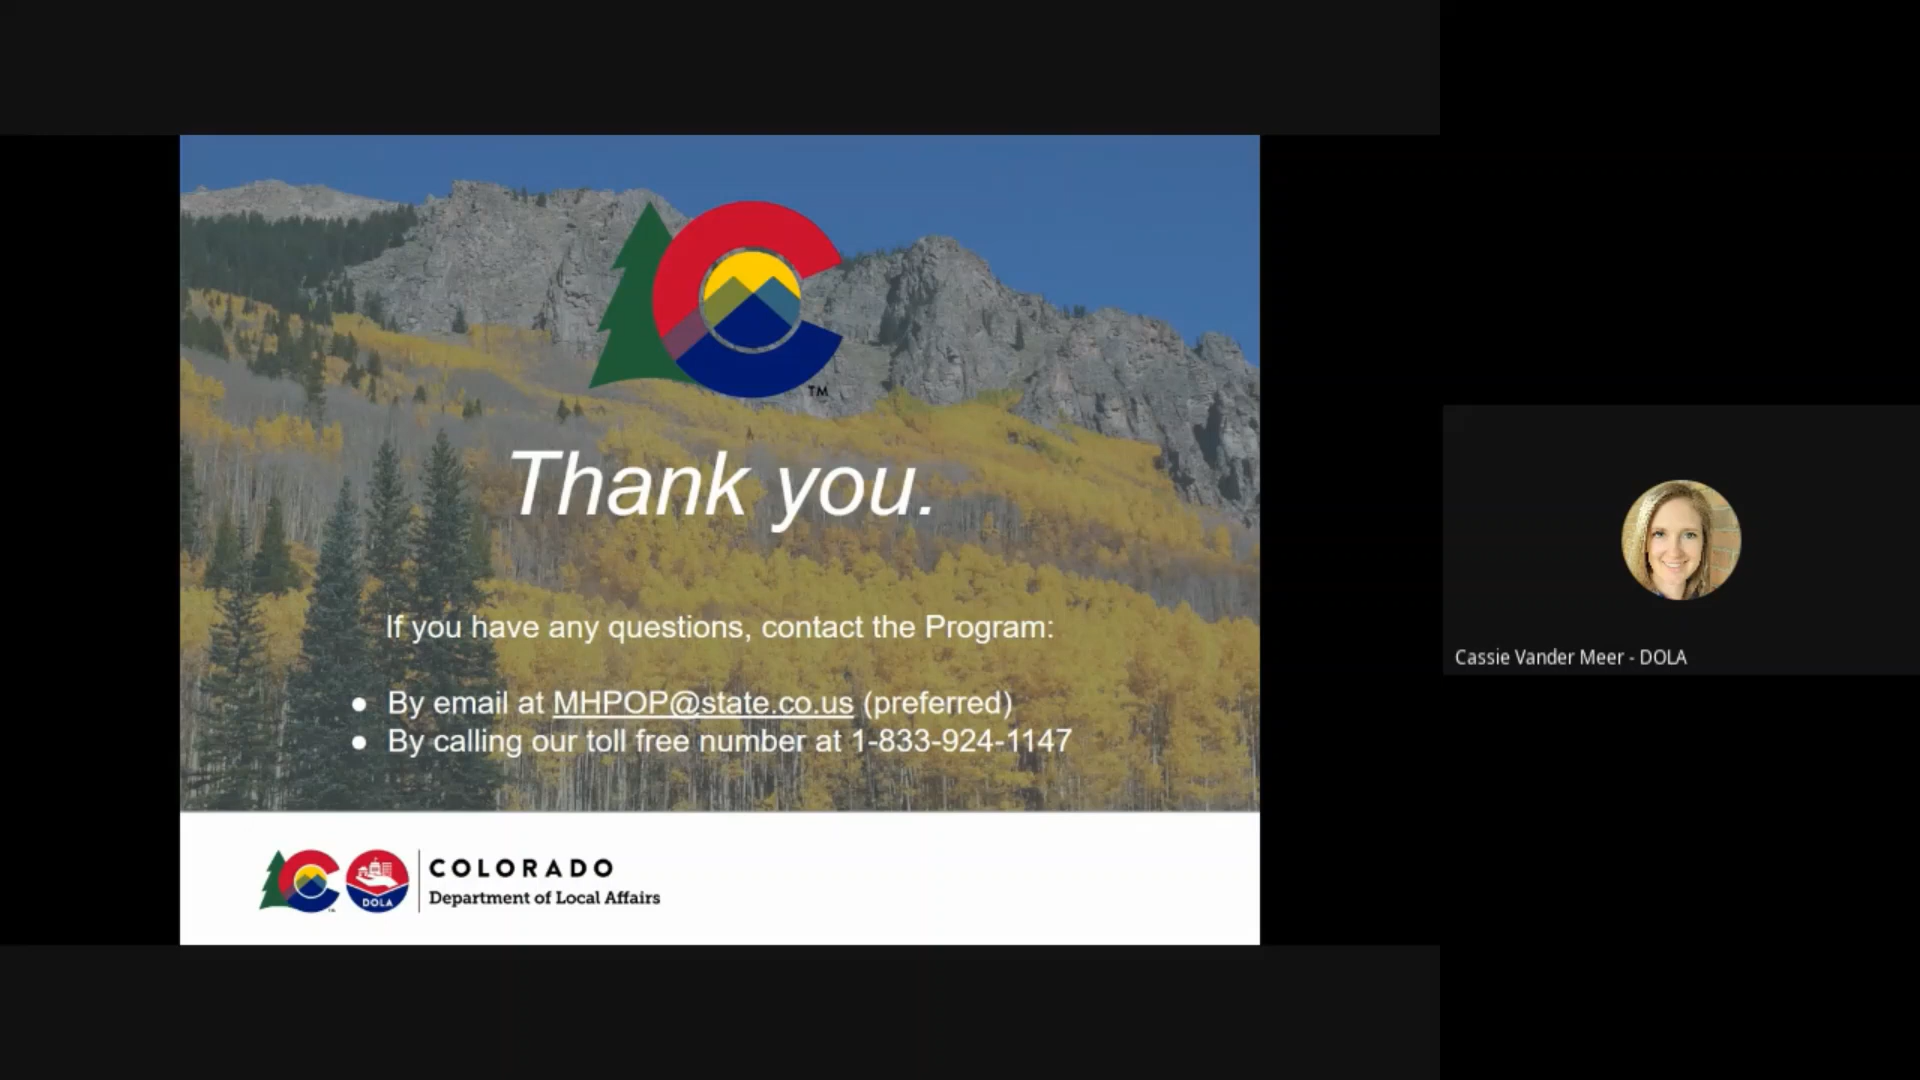 TM
Thank you.
If you have any questions, contact the Program:
● By email at MHPOP@state.co.us (preferred)
● By calling our toll free number at 1-833-924-1147
DOLA
COLORADO
Department of Local Affairs
Cassie Vander Meer - DOLA